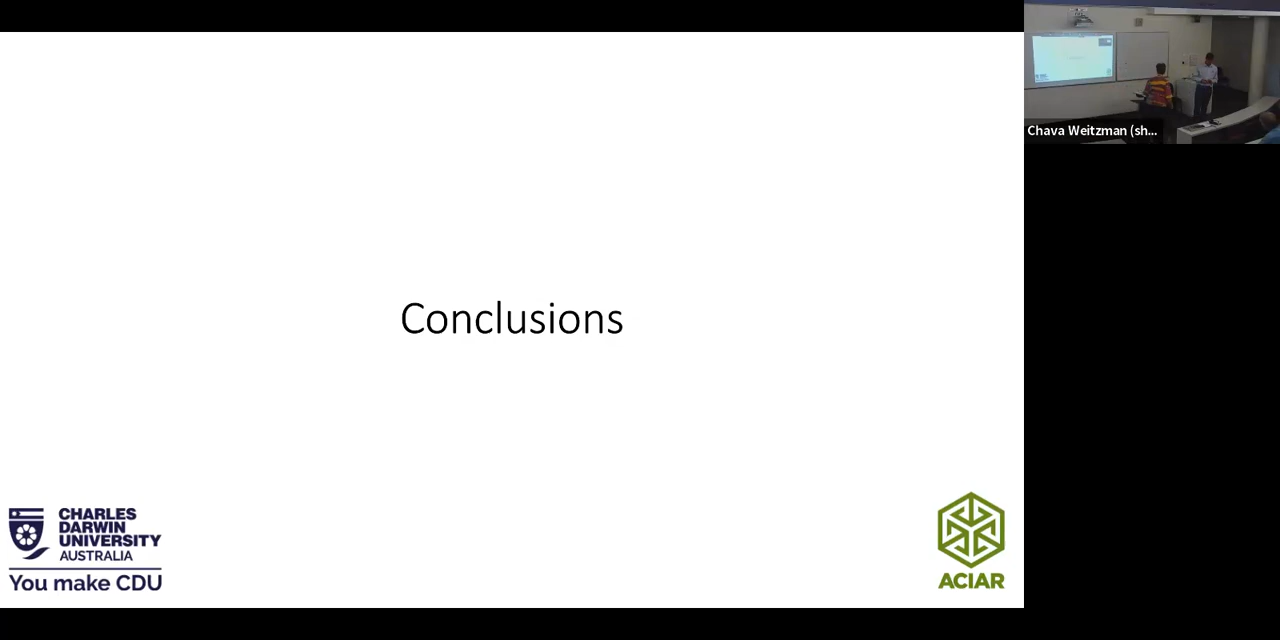 Chava Weitzman (sh...
Conclusions
CHARLES
DARWIN
UNIVERSITY
AUSTRALIA
You make CDU
ACIAR